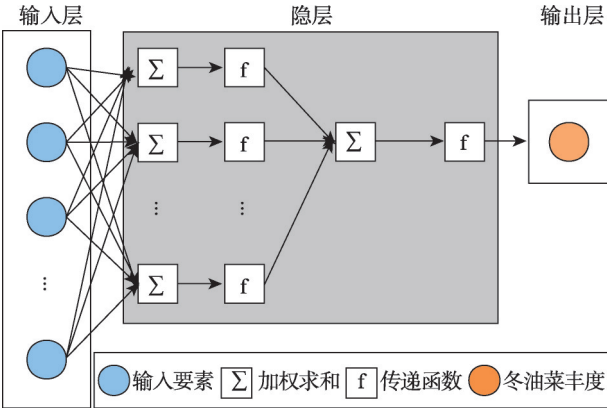 输入层 隐层 输出层
Σ f
Σ f Σ f
⋮ ⋮ ⋮
Σ f
输入要素 Σ 加权求和 f 传递函数 冬油菜丰度